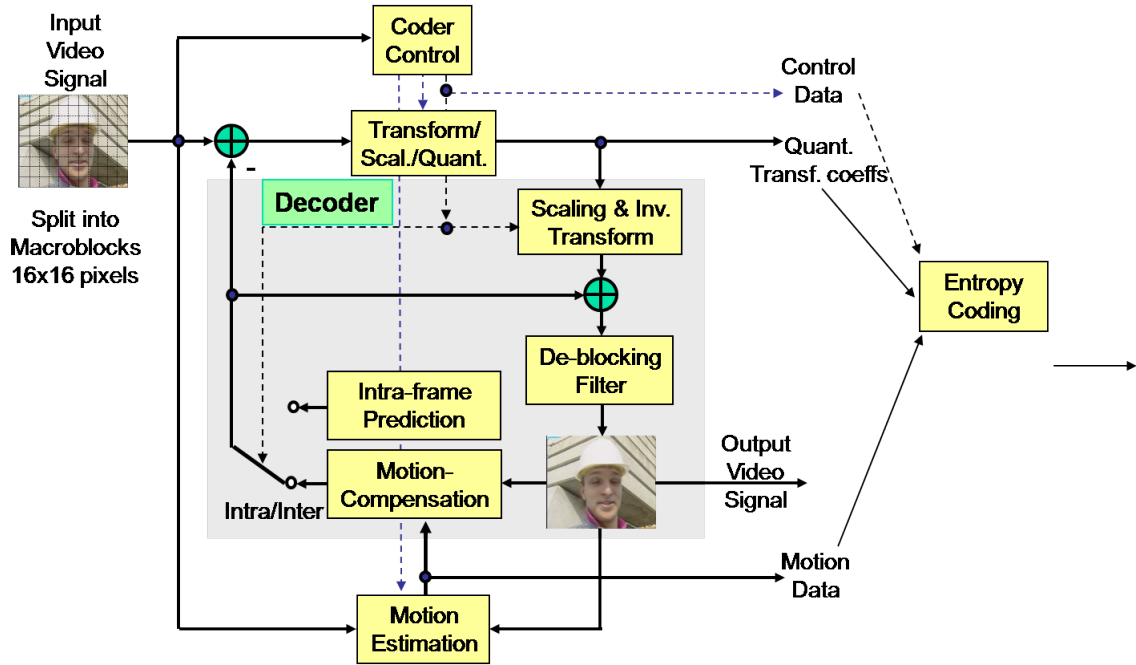 Input
Video
Signal
Coder
Control
Control
Data
Transform/
Scal./Quant.
-
Quant.
Transf. coeffs
Decoder
Scaling & Inv.
Transform
Split into
Macroblocks
16x16 pixels
Entropy
Coding
De-blocking
Filter
Intra-frame
Prediction
Output
Video
Signal
Motion-
Compensation
Intra/Inter
Motion
Data
Motion
Estimation